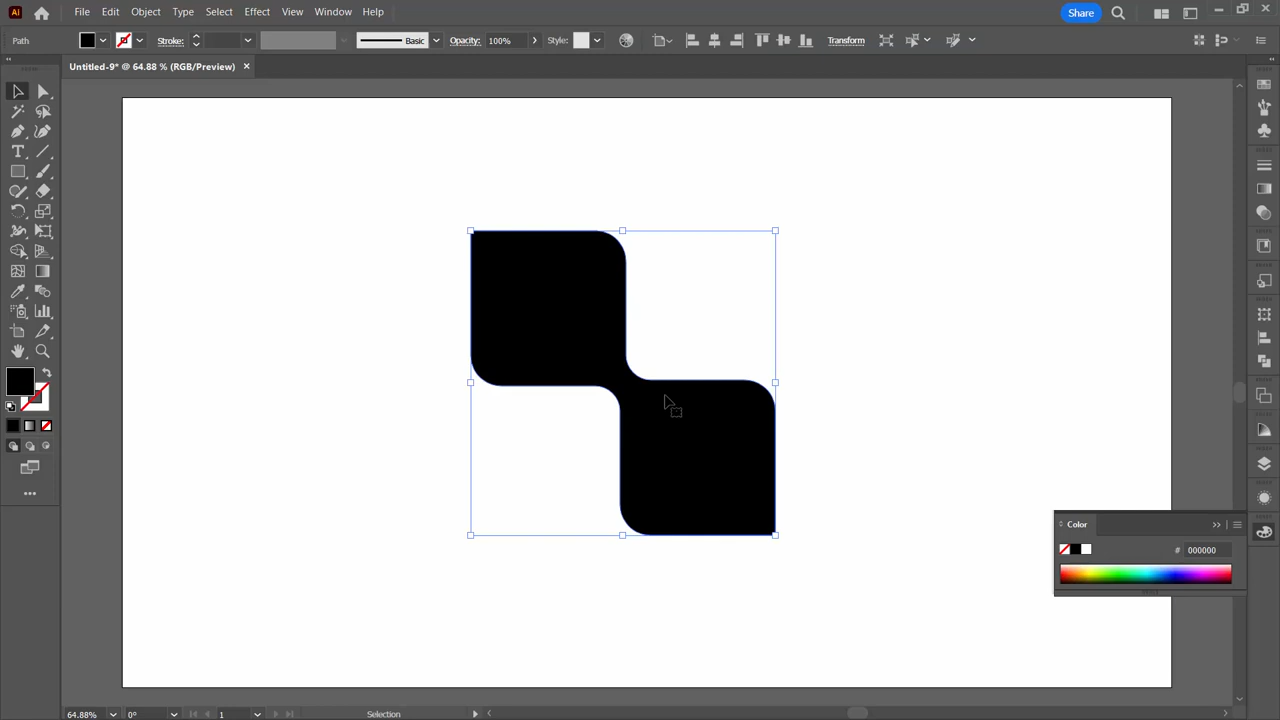 Ai File Edit Object Type Select Effect View Window Help Share
Path Stroke: Basic Opacity: 100% Style: Transform
Untitled-9* @ 64.88 % (RGB/Preview) ×
Color
# 000000
64.88% 0° 1 Selection